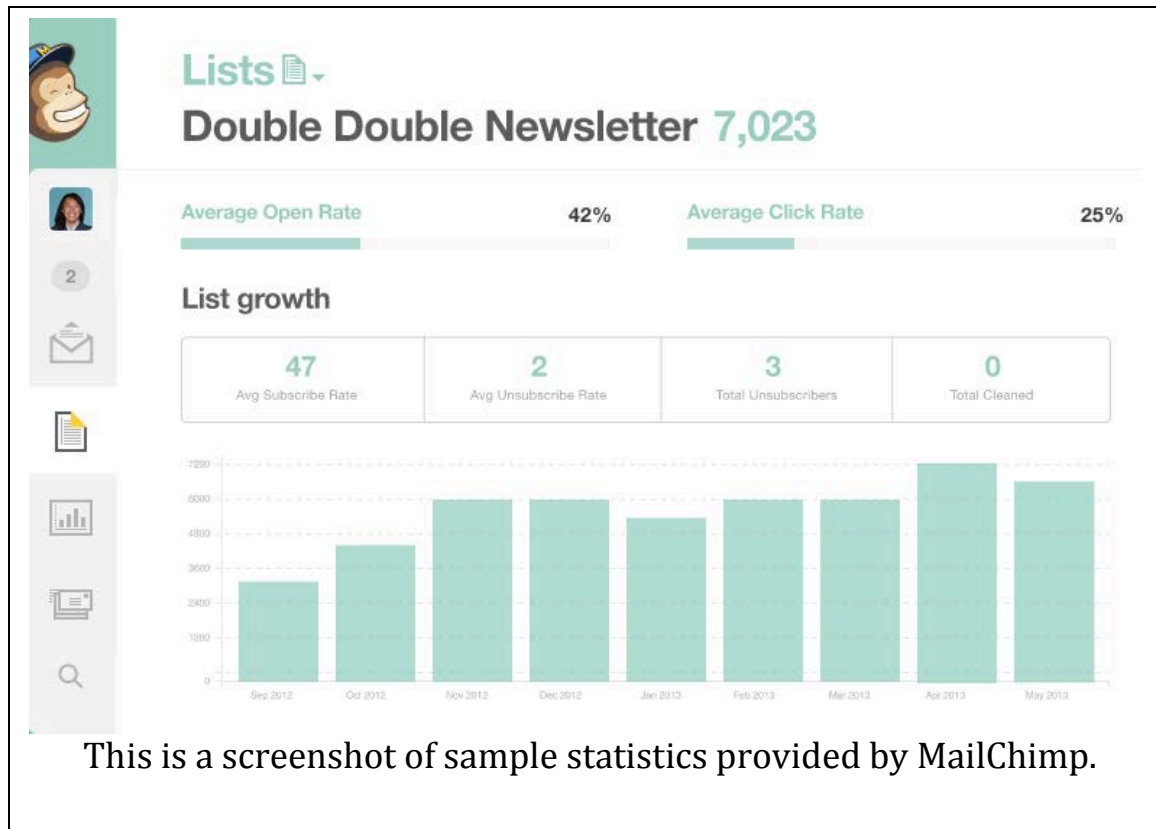 Lists
Double Double Newsletter 7,023
Average Open Rate 42% Average Click Rate 25%
2
List growth
47 2 3 0
Avg Subscribe Rate Avg Unsubscribe Rate Total Unsubscribers Total Cleaned
7200
6000
4800
3600
2400
1200
0
Sep 2012 Oct 2012 Nov 2012 Dec 2012 Jan 2013 Feb 2013 Mar 2013 Apr 2013 May 2013
This is a screenshot of sample statistics provided by MailChimp.